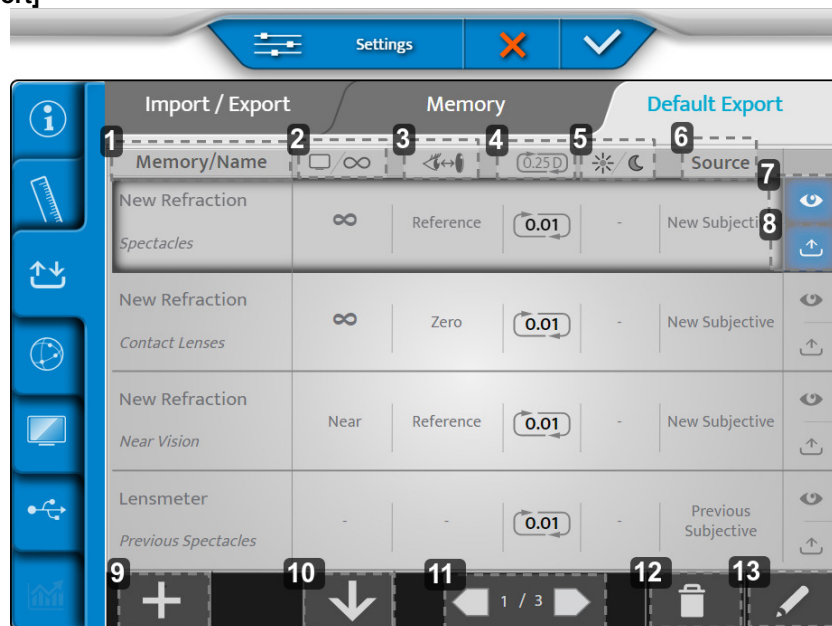 ort]
Settings
Import / Export Memory Default Export
1 2 3 4 5 6
Memory/Name 0.25 D Source
7
New Refraction
Spectacles
∞ Reference 0.01 - New Subjective
8
New Refraction
Contact Lenses
∞ Zero 0.01 - New Subjective
New Refraction
Near Vision
Near Reference 0.01 - New Subjective
Lensmeter
Previous Spectacles
- - 0.01 - Previous
Subjective
9 10 11 12 13
1 / 3